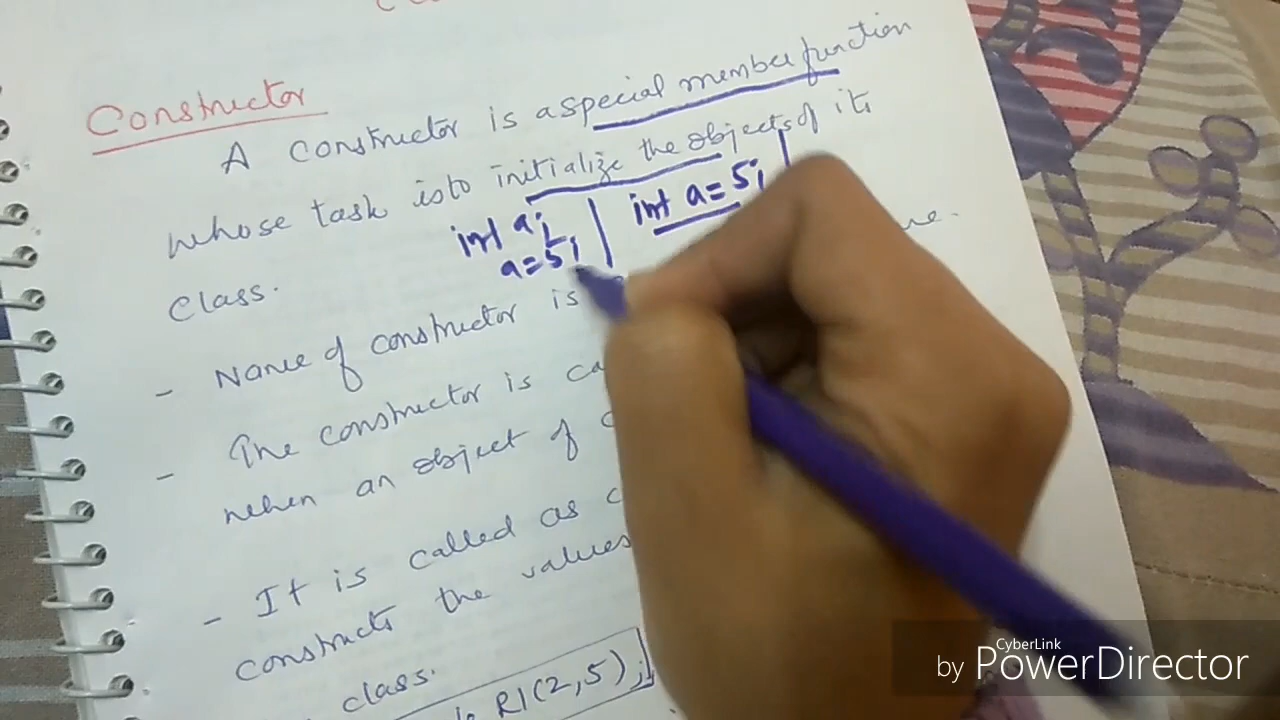 Constructor
A Constructor is a special member function
whose task is to initialize the objects of its
int a; int a = 5;
a = 5;
class.
- Name of constructor is
- The constructor is
when an object of
- It is called as
constructs the values
class.
R1(2,5);
CyberLink
by PowerDirector